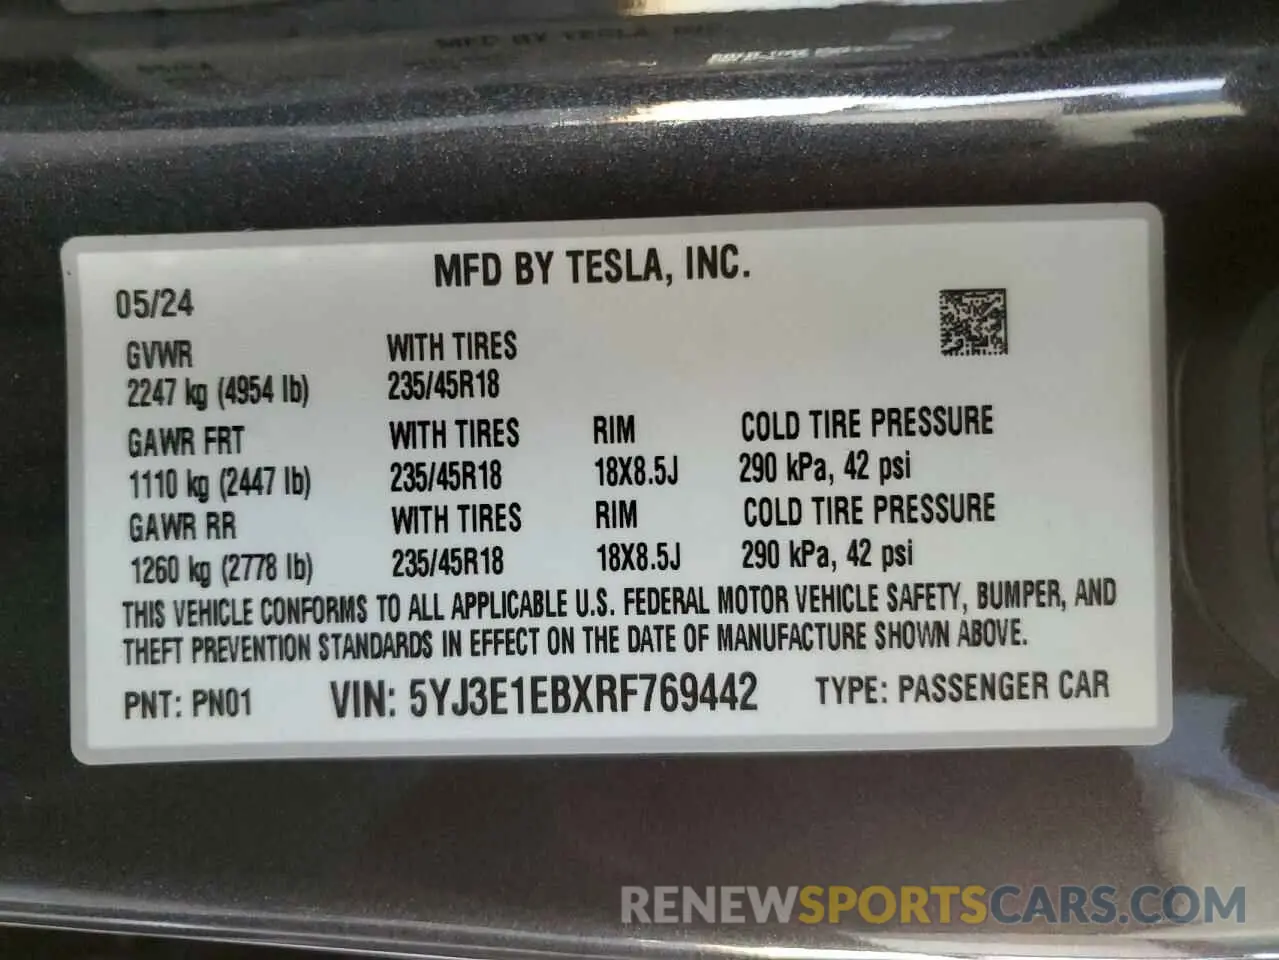 MFD BY TESLA, INC.
05/24
GVWR WITH TIRES
2247 kg (4954 lb) 235/45R18
GAWR FRT WITH TIRES RIM COLD TIRE PRESSURE
1110 kg (2447 lb) 235/45R18 18X8.5J 290 kPa, 42 psi
GAWR RR WITH TIRES RIM COLD TIRE PRESSURE
1260 kg (2778 lb) 235/45R18 18X8.5J 290 kPa, 42 psi
THIS VEHICLE CONFORMS TO ALL APPLICABLE U.S. FEDERAL MOTOR VEHICLE SAFETY, BUMPER, AND
THEFT PREVENTION STANDARDS IN EFFECT ON THE DATE OF MANUFACTURE SHOWN ABOVE.
PNT: PN01 VIN: 5YJ3E1EBXRF769442 TYPE: PASSENGER CAR
RENEWSPORTSCARS.COM